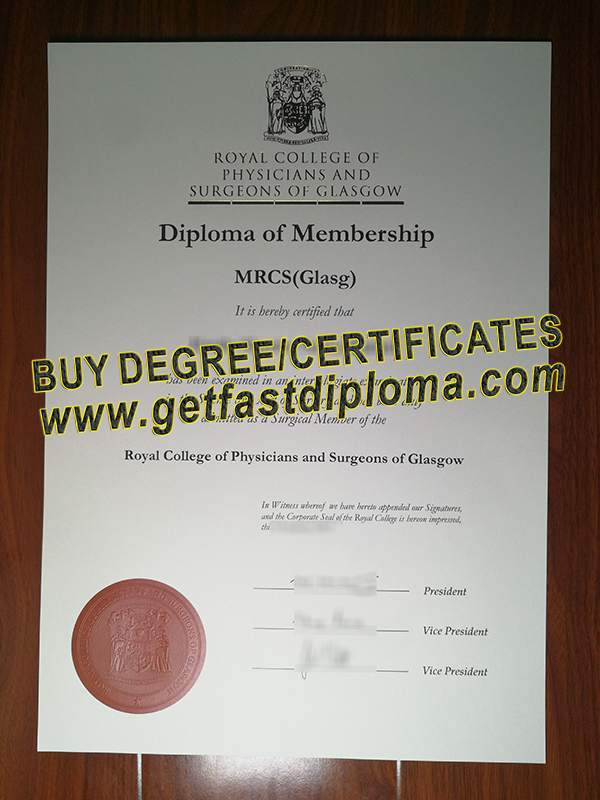 ROYAL COLLEGE OF
PHYSICIANS AND
SURGEONS OF GLASGOW
Diploma of Membership
MRCS(Glasg)
It is hereby certified that
BUY DEGREE/CERTIFICATES
has been examined in an
www.getfastdiploma.com
admitted as a Surgical Member of the
Royal College of Physicians and Surgeons of Glasgow
In Witness whereof we have hereto appended our Signatures,
and the Corporate Seal of the Royal College is hereon impressed,
President
Vice President
Vice President